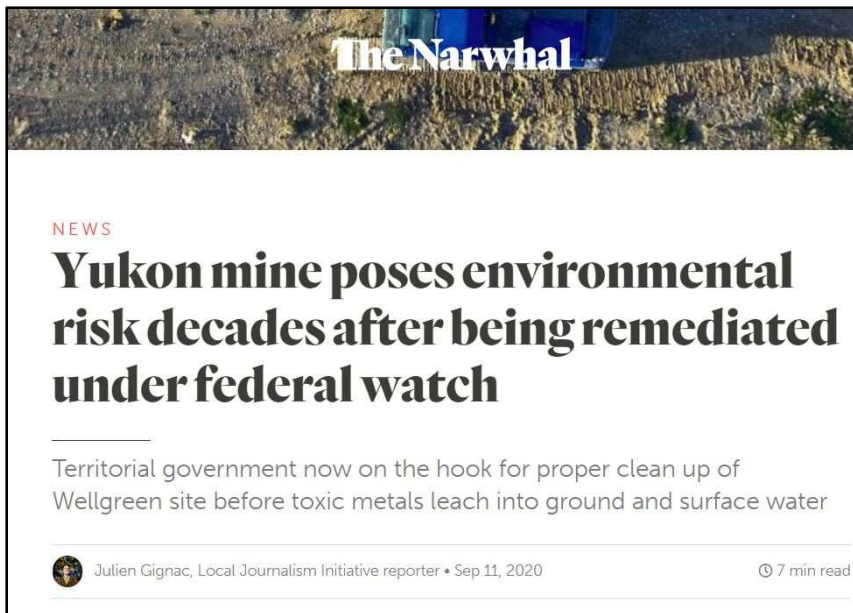 The Narwhal
NEWS
Yukon mine poses environmental
risk decades after being remediated
under federal watch
Territorial government now on the hook for proper clean up of
Wellgreen site before toxic metals leach into ground and surface water
Julien Gignac, Local Journalism Initiative reporter • Sep 11, 2020
7 min read